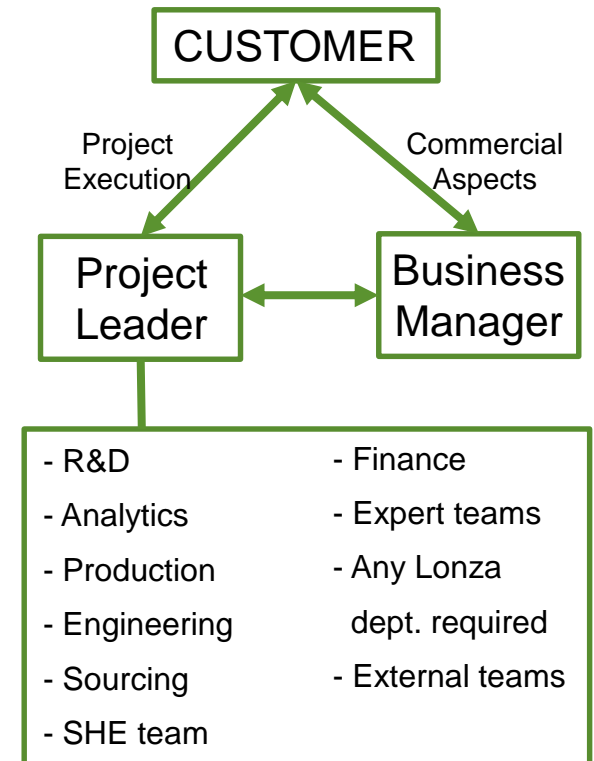 CUSTOMER
Project
Execution
Commercial
Aspects
Project
Leader
Business
Manager
- R&D
- Analytics
- Production
- Engineering
- Sourcing
- SHE team
- Finance
- Expert teams
- Any Lonza
dept. required
- External teams